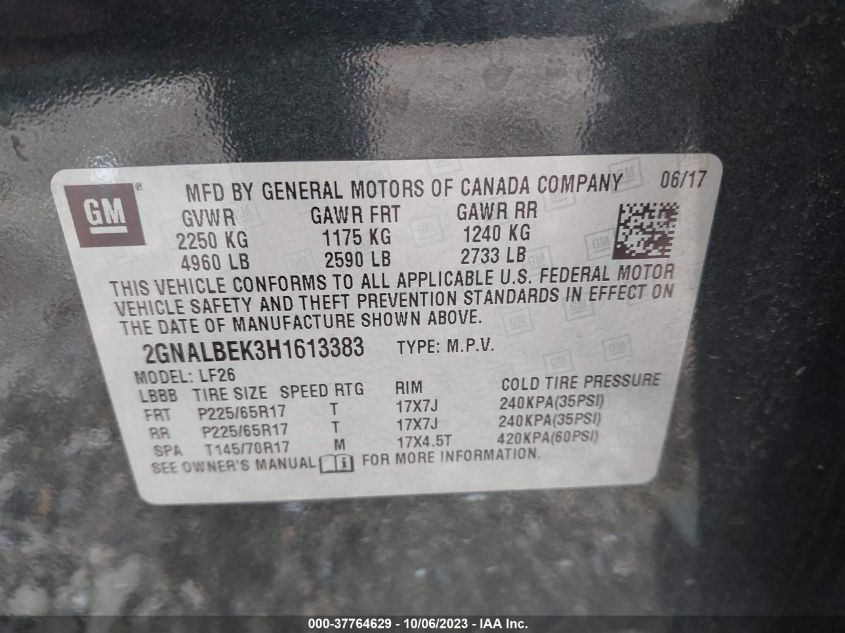 GM ®
MFD BY GENERAL MOTORS OF CANADA COMPANY 06/17
GVWR GAWR FRT GAWR RR
2250 KG 1175 KG 1240 KG
4960 LB 2590 LB 2733 LB
THIS VEHICLE CONFORMS TO ALL APPLICABLE U.S. FEDERAL MOTOR
VEHICLE SAFETY AND THEFT PREVENTION STANDARDS IN EFFECT ON
THE DATE OF MANUFACTURE SHOWN ABOVE.
2GNALBEK3H1613383 TYPE: M.P.V.
MODEL: LF26
LBBB TIRE SIZE SPEED RTG RIM COLD TIRE PRESSURE
FRT P225/65R17 T 17X7J 240KPA(35PSI)
RR P225/65R17 T 17X7J 240KPA(35PSI)
SPA T145/70R17 M 17X4.5T 420KPA(60PSI)
SEE OWNER'S MANUAL FOR MORE INFORMATION.
000-37764629 - 10/06/2023 - IAA Inc.